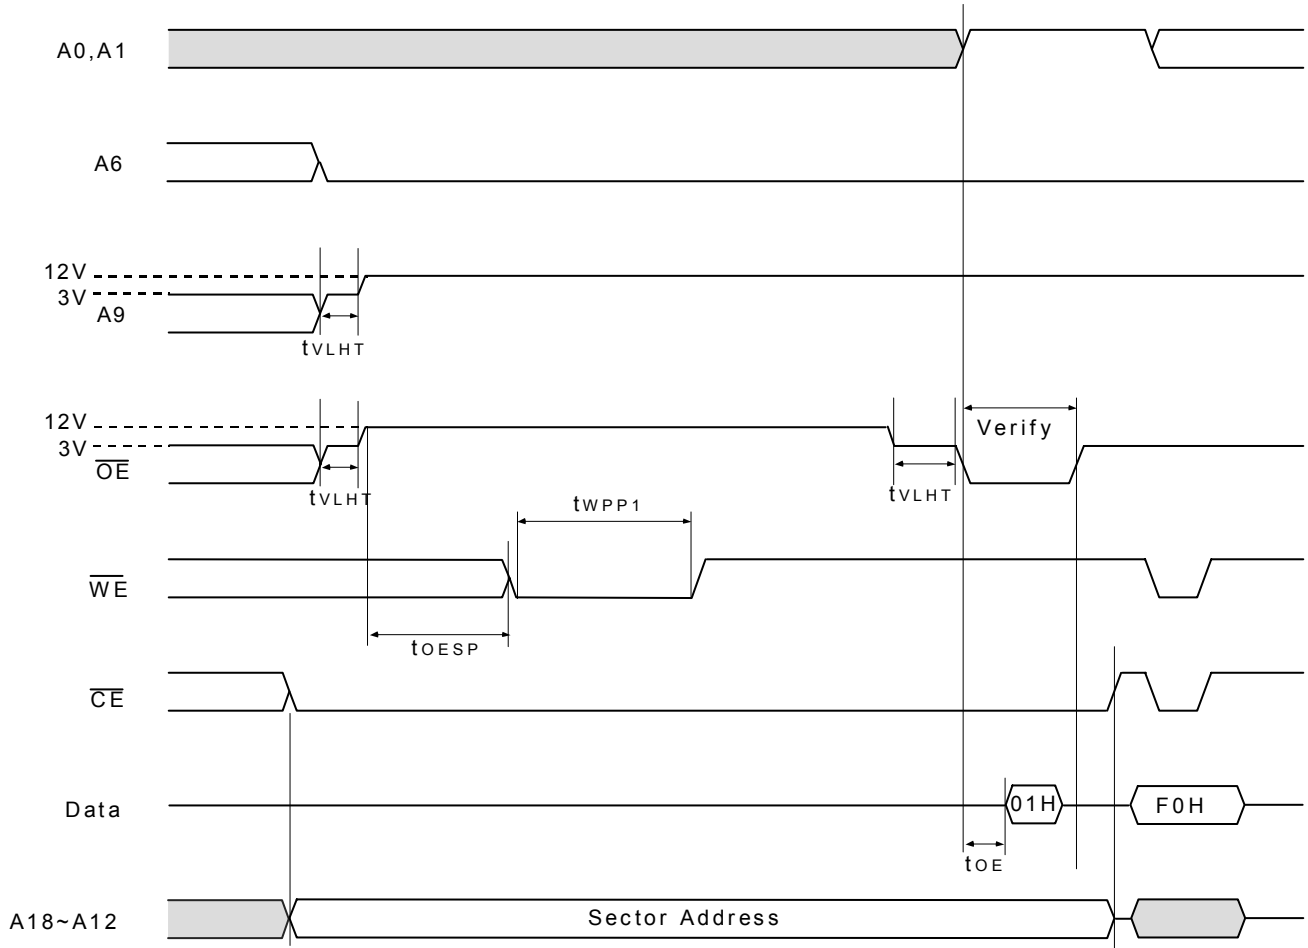 A0,A1
A6
12V
3V
A9
tVLHT
12V
3V
OE
Verify
tVLHT
tVLHT
tWPP1
WE
tOESP
CE
Data
01H
F0H
tOE
A18~A12
Sector Address